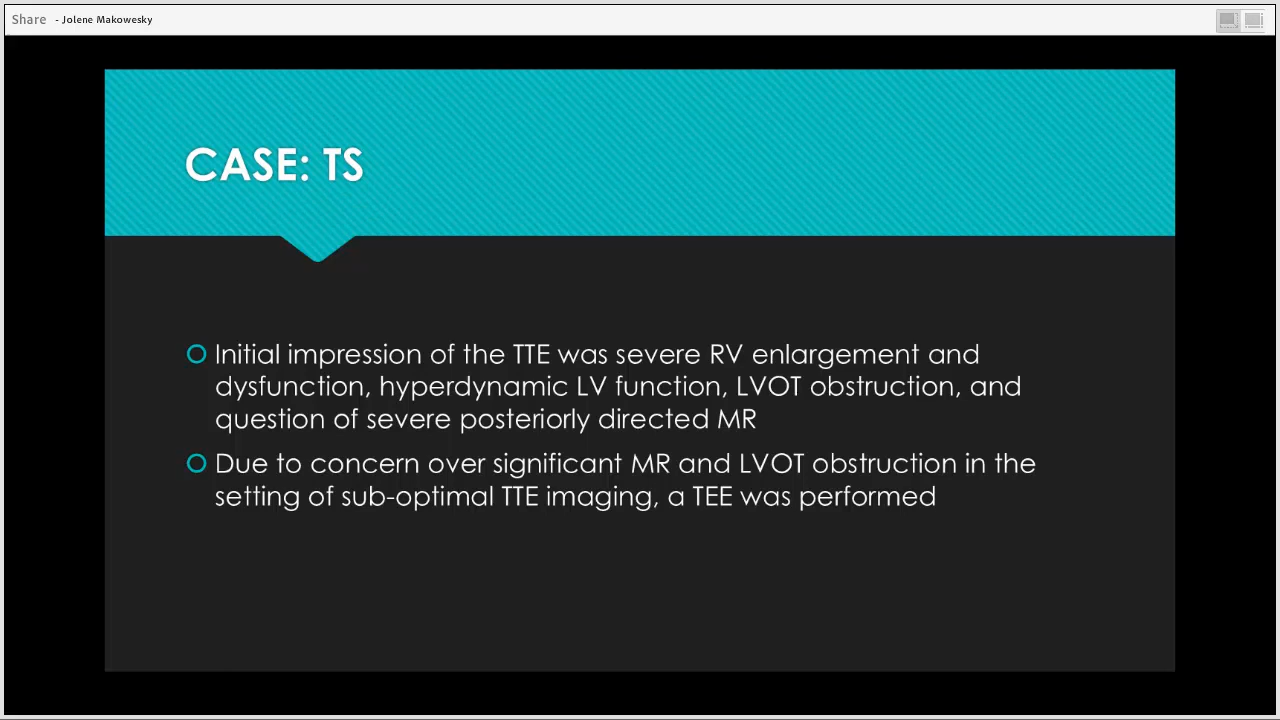 Share - Jolene Makowesky
CASE: TS
Initial impression of the TTE was severe RV enlargement and
dysfunction, hyperdynamic LV function, LVOT obstruction, and
question of severe posteriorly directed MR
Due to concern over significant MR and LVOT obstruction in the
setting of sub-optimal TTE imaging, a TEE was performed